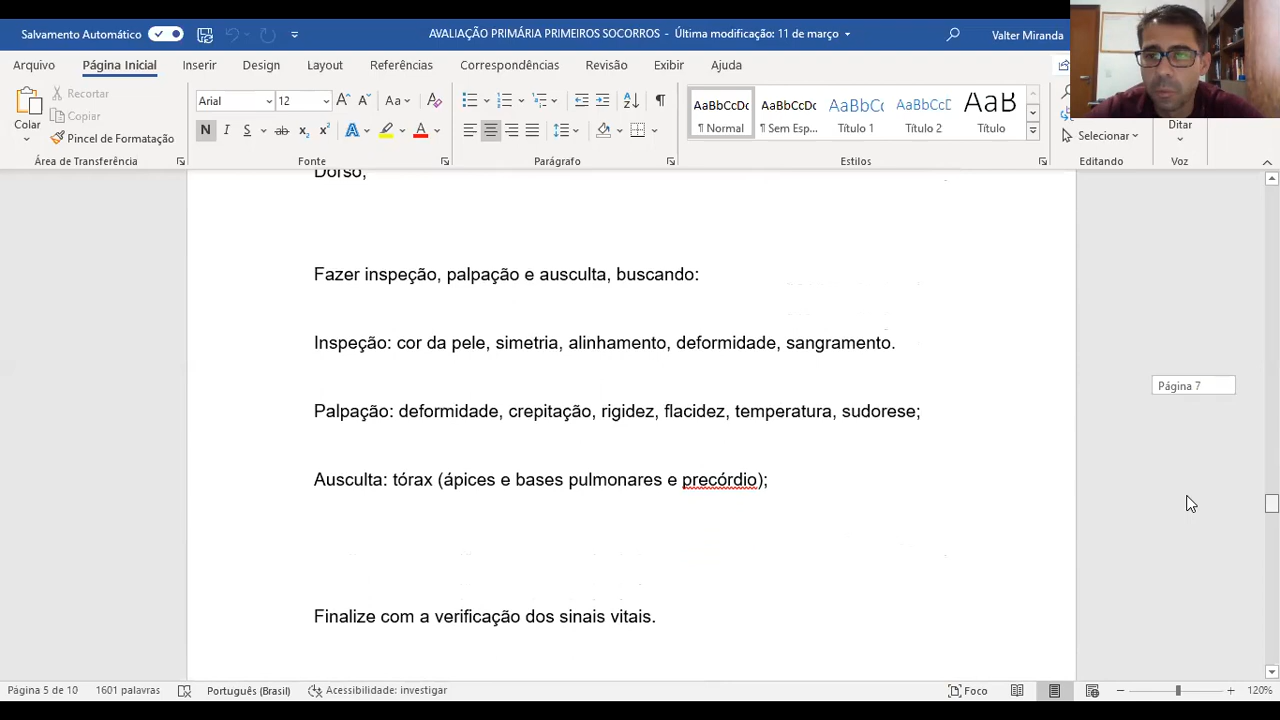 Salvamento Automático
AVALIAÇÃO PRIMÁRIA PRIMEIROS SOCORROS - Última modificação: 11 de março
Valter Miranda
Arquivo Página Inicial Inserir Design Layout Referências Correspondências Revisão Exibir Ajuda
Colar
Recortar
Copiar
Pincel de Formatação
Área de Transferência
Arial 12
Fonte
Parágrafo
AaBbCcDc AaBbCcDc AaBbCc AaBbCcD AaB
¶ Normal ¶ Sem Esp... Título 1 Título 2 Título
Estilos
Selecionar
Editando
Ditar
Voz
Dorso,
Fazer inspeção, palpação e ausculta, buscando:
Inspeção: cor da pele, simetria, alinhamento, deformidade, sangramento.
Palpação: deformidade, crepitação, rigidez, flacidez, temperatura, sudorese;
Ausculta: tórax (ápices e bases pulmonares e precórdio);
Finalize com a verificação dos sinais vitais.
Página 7
Página 5 de 10 1601 palavras Português (Brasil) Acessibilidade: investigar Foco 120%